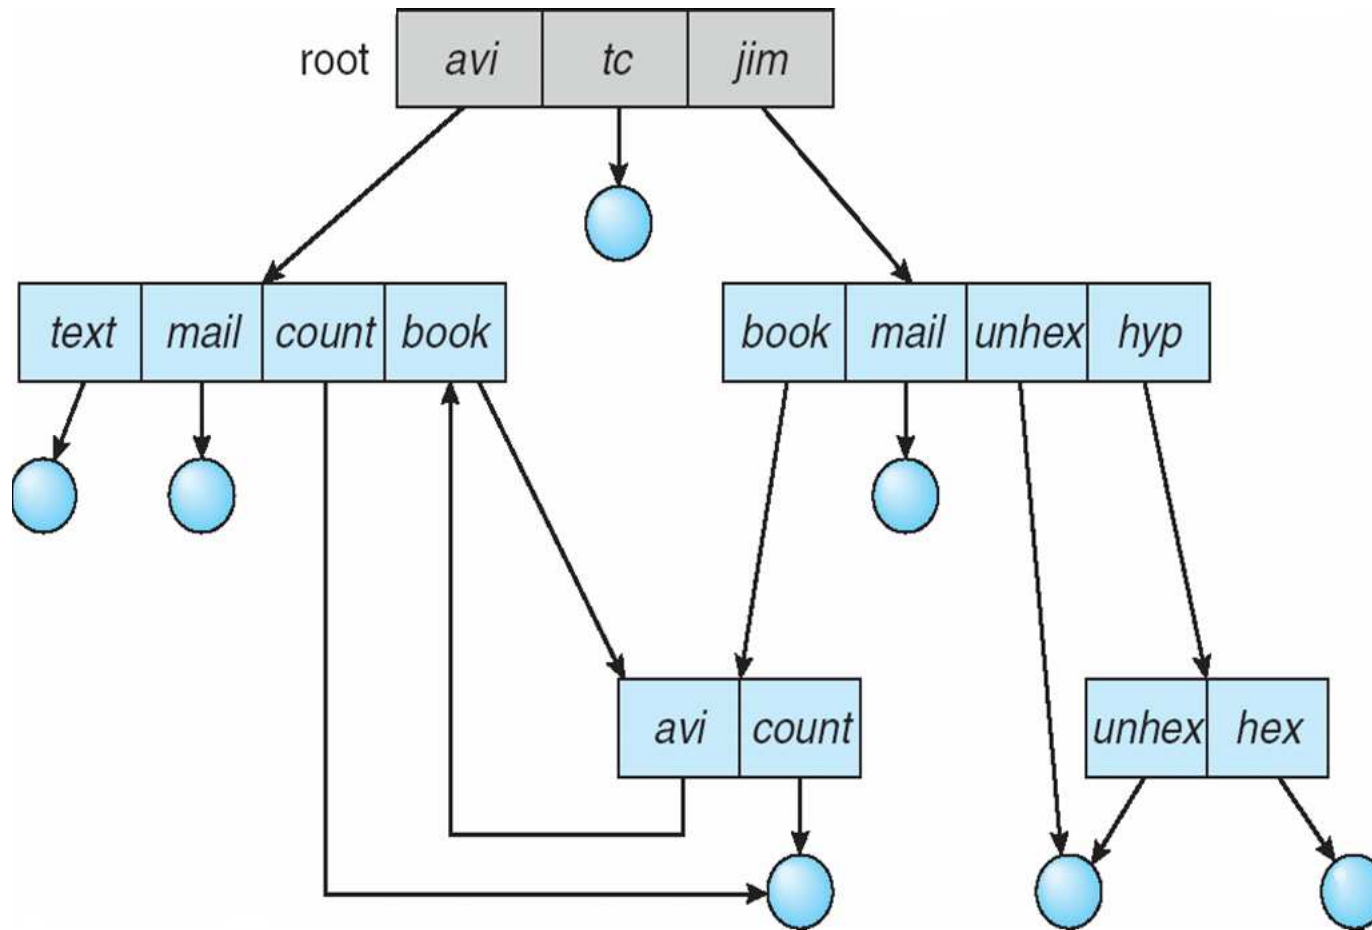 root avi tc jim
text mail count book
book mail unhex hyp
avi count
unhex hex